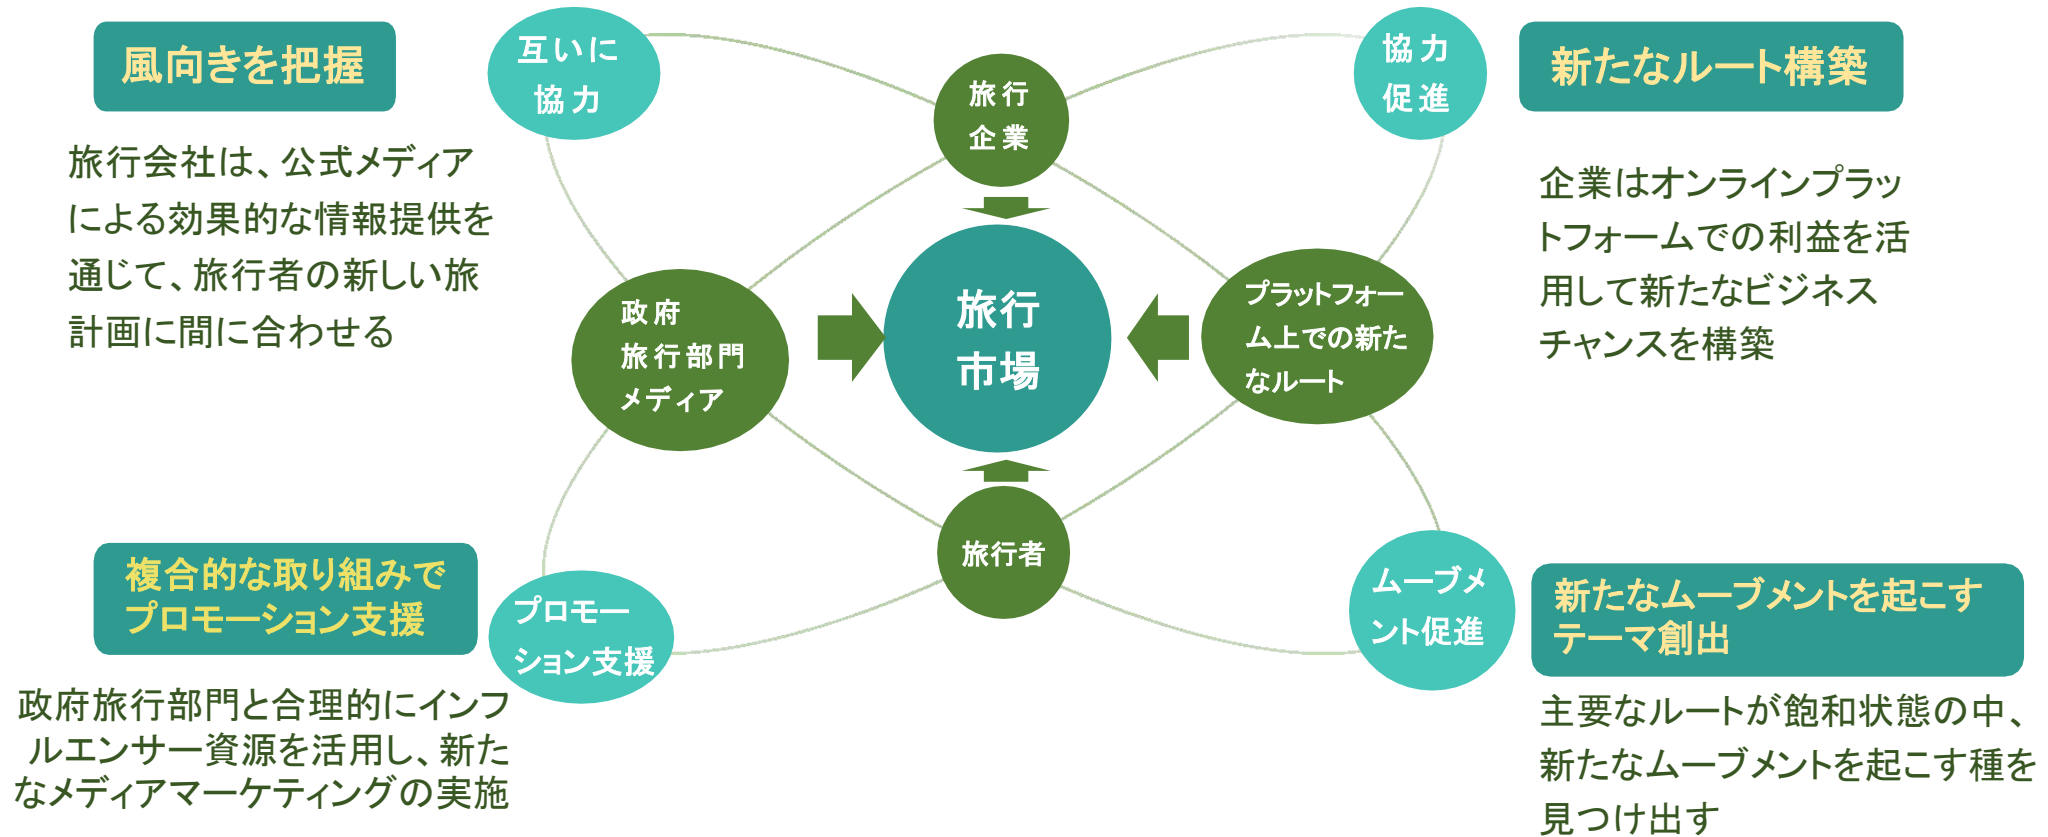 風向きを把握
旅行会社は、公式メディア
による効果的な情報提供を
通じて、旅行者の新しい旅
計画に間に合わせる
互いに
協力
旅行
企業
協力
促進
新たなルート構築
企業はオンラインプラッ
トフォームでの利益を活
用して新たなビジネス
チャンスを構築
政府
旅行部門
メディア
旅行
市場
プラットフォー
ム上での新た
なルート
旅行者
複合的な取り組みで
プロモーション支援
政府旅行部門と合理的にインフ
ルエンサー資源を活用し、新た
なメディアマーケティングの実施
プロモー
ション支援
ムーブメ
ント促進
新たなムーブメントを起こす
テーマ創出
主要なルートが飽和状態の中、
新たなムーブメントを起こす種を
見つけ出す